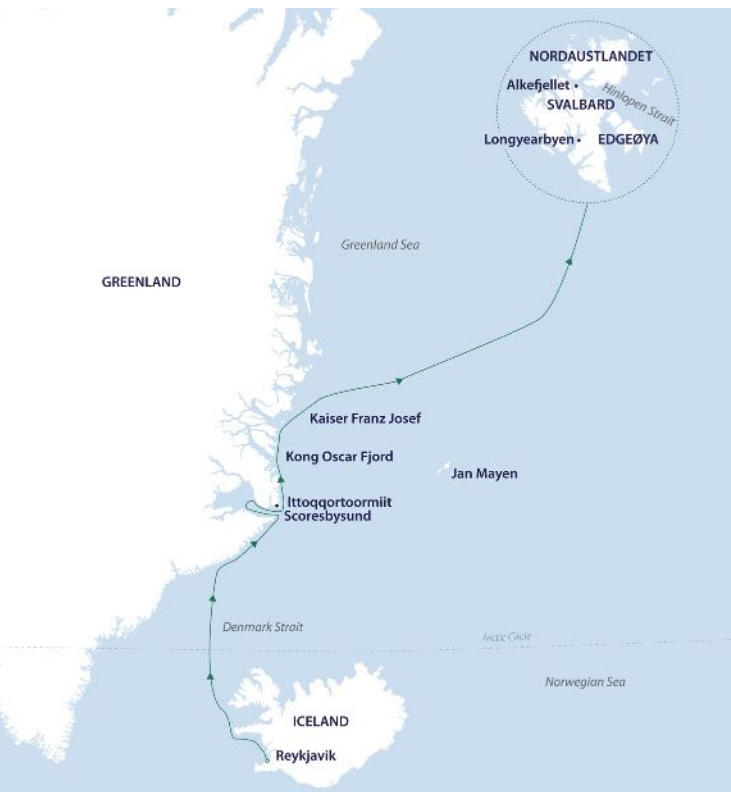 NORDAUSTLANDET
Alkefjellet
Hinlopen Strait
SVALBARD
Longyearbyen
EDGEØYA
Greenland Sea
GREENLAND
Kaiser Franz Josef
Kong Oscar Fjord
Jan Mayen
Ittoqqortoormiit
Scoresbysund
Denmark Strait
Arctic Circle
Norwegian Sea
ICELAND
Reykjavik